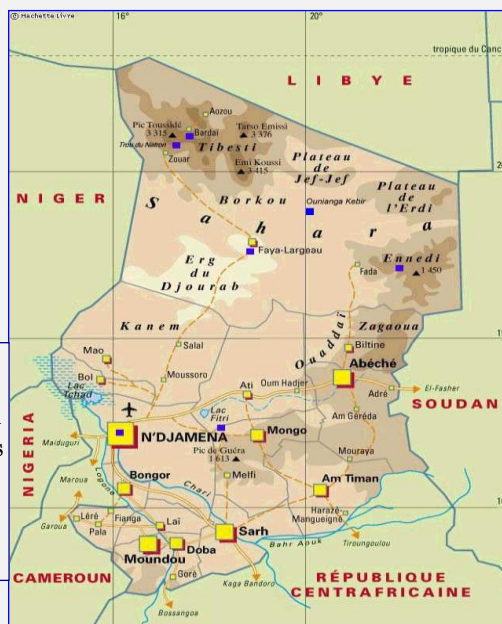 © Hachette Livre
16°
20°
tropique du Canc
LIBYE
Aozou
Pic Toussidé
3 315
Bardaï
Tarso Emissi
3 376
Trou du Natron
Tibesti
Zouar
Emi Koussi
3 415
Plateau
de
Jef-Jef
NIGER
Borkou
Ounianga Kebir
Plateau
de
l'Erdi
Sahara
Faya-Largeau
Ennedi
1 450
Fada
Erg
du
Djourab
Kanem
Zagaoua
Ouaddaï
Salal
Biltine
Mao
Abéché
Bol
Moussoro
Ati
Oum Hadjer
Adré
El-Fasher
Lac
Tchad
SOUDAN
Lac
Fitri
Am Géréda
N'DJAMENA
Mongo
Maiduguri
NIGERIA
Pic de Guéra
1 613
Mouraya
Melfi
Maroua
Logone
Bongor
Chari
Am Timan
Léré
Fianga
Laï
Harazé-
Mangueigne
Garoua
Pala
Sarh
Doba
Moundou
Bahr Aouk
Tiroungoulou
Goré
CAMEROUN
Kaga Bandoro
RÉPUBLIQUE
CENTRAFRICAINE
Bossangoa